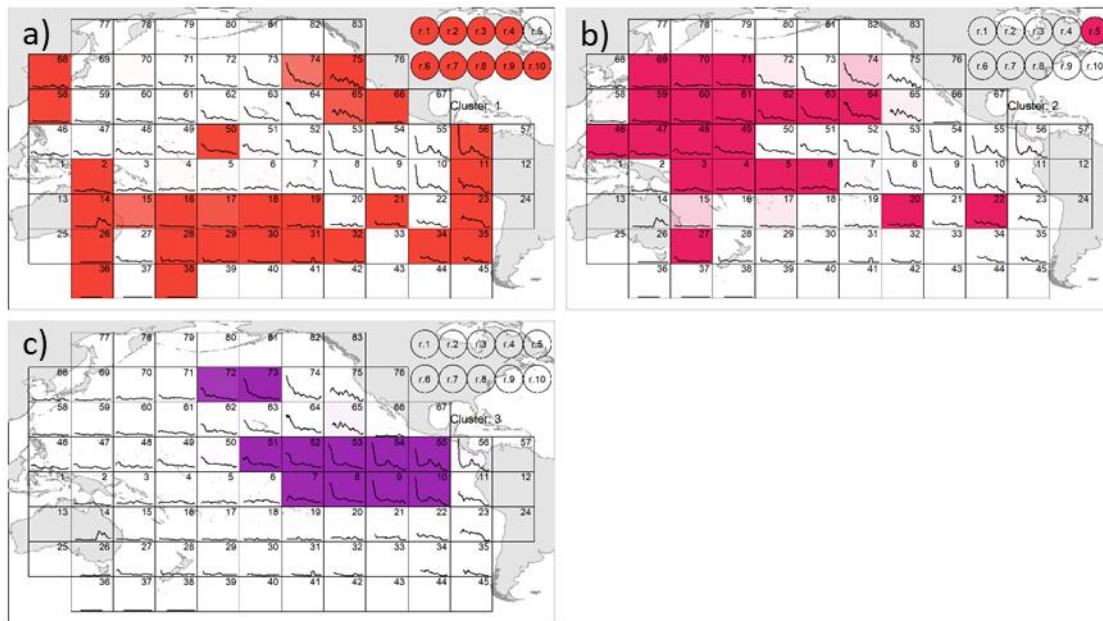 a)
77 78 79 80 81 82 83
r.1 r.2 r.3 r.4 r.5
68 69 70 71 72 73 74 75 76
r.6 r.7 r.8 r.9 r.10
58 59 60 61 62 63 64 65 66 67
Cluster: 1
46 47 48 49 50 51 52 53 54 55 56 57
1 2 3 4 5 6 7 8 9 10 11 12
13 14 15 16 17 18 19 20 21 22 23 24
25 26 27 28 29 30 31 32 33 34 35
36 37 38 39 40 41 42 43 44 45
b)
77 78 79 80 81 82 83
r.1 r.2 r.3 r.4 r.5
68 69 70 71 72 73 74 75 76
r.6 r.7 r.8 r.9 r.10
58 59 60 61 62 63 64 65 66 67
Cluster: 2
46 47 48 49 50 51 52 53 54 55 56 57
1 2 3 4 5 6 7 8 9 10 11 12
13 14 15 16 17 18 19 20 21 22 23 24
25 26 27 28 29 30 31 32 33 34 35
36 37 38 39 40 41 42 43 44 45
c)
77 78 79 80 81 82 83
r.1 r.2 r.3 r.4 r.5
68 69 70 71 72 73 74 75 76
r.6 r.7 r.8 r.9 r.10
58 59 60 61 62 63 64 65 66 67
Cluster: 3
46 47 48 49 50 51 52 53 54 55 56 57
1 2 3 4 5 6 7 8 9 10 11 12
13 14 15 16 17 18 19 20 21 22 23 24
25 26 27 28 29 30 31 32 33 34 35
36 37 38 39 40 41 42 43 44 45